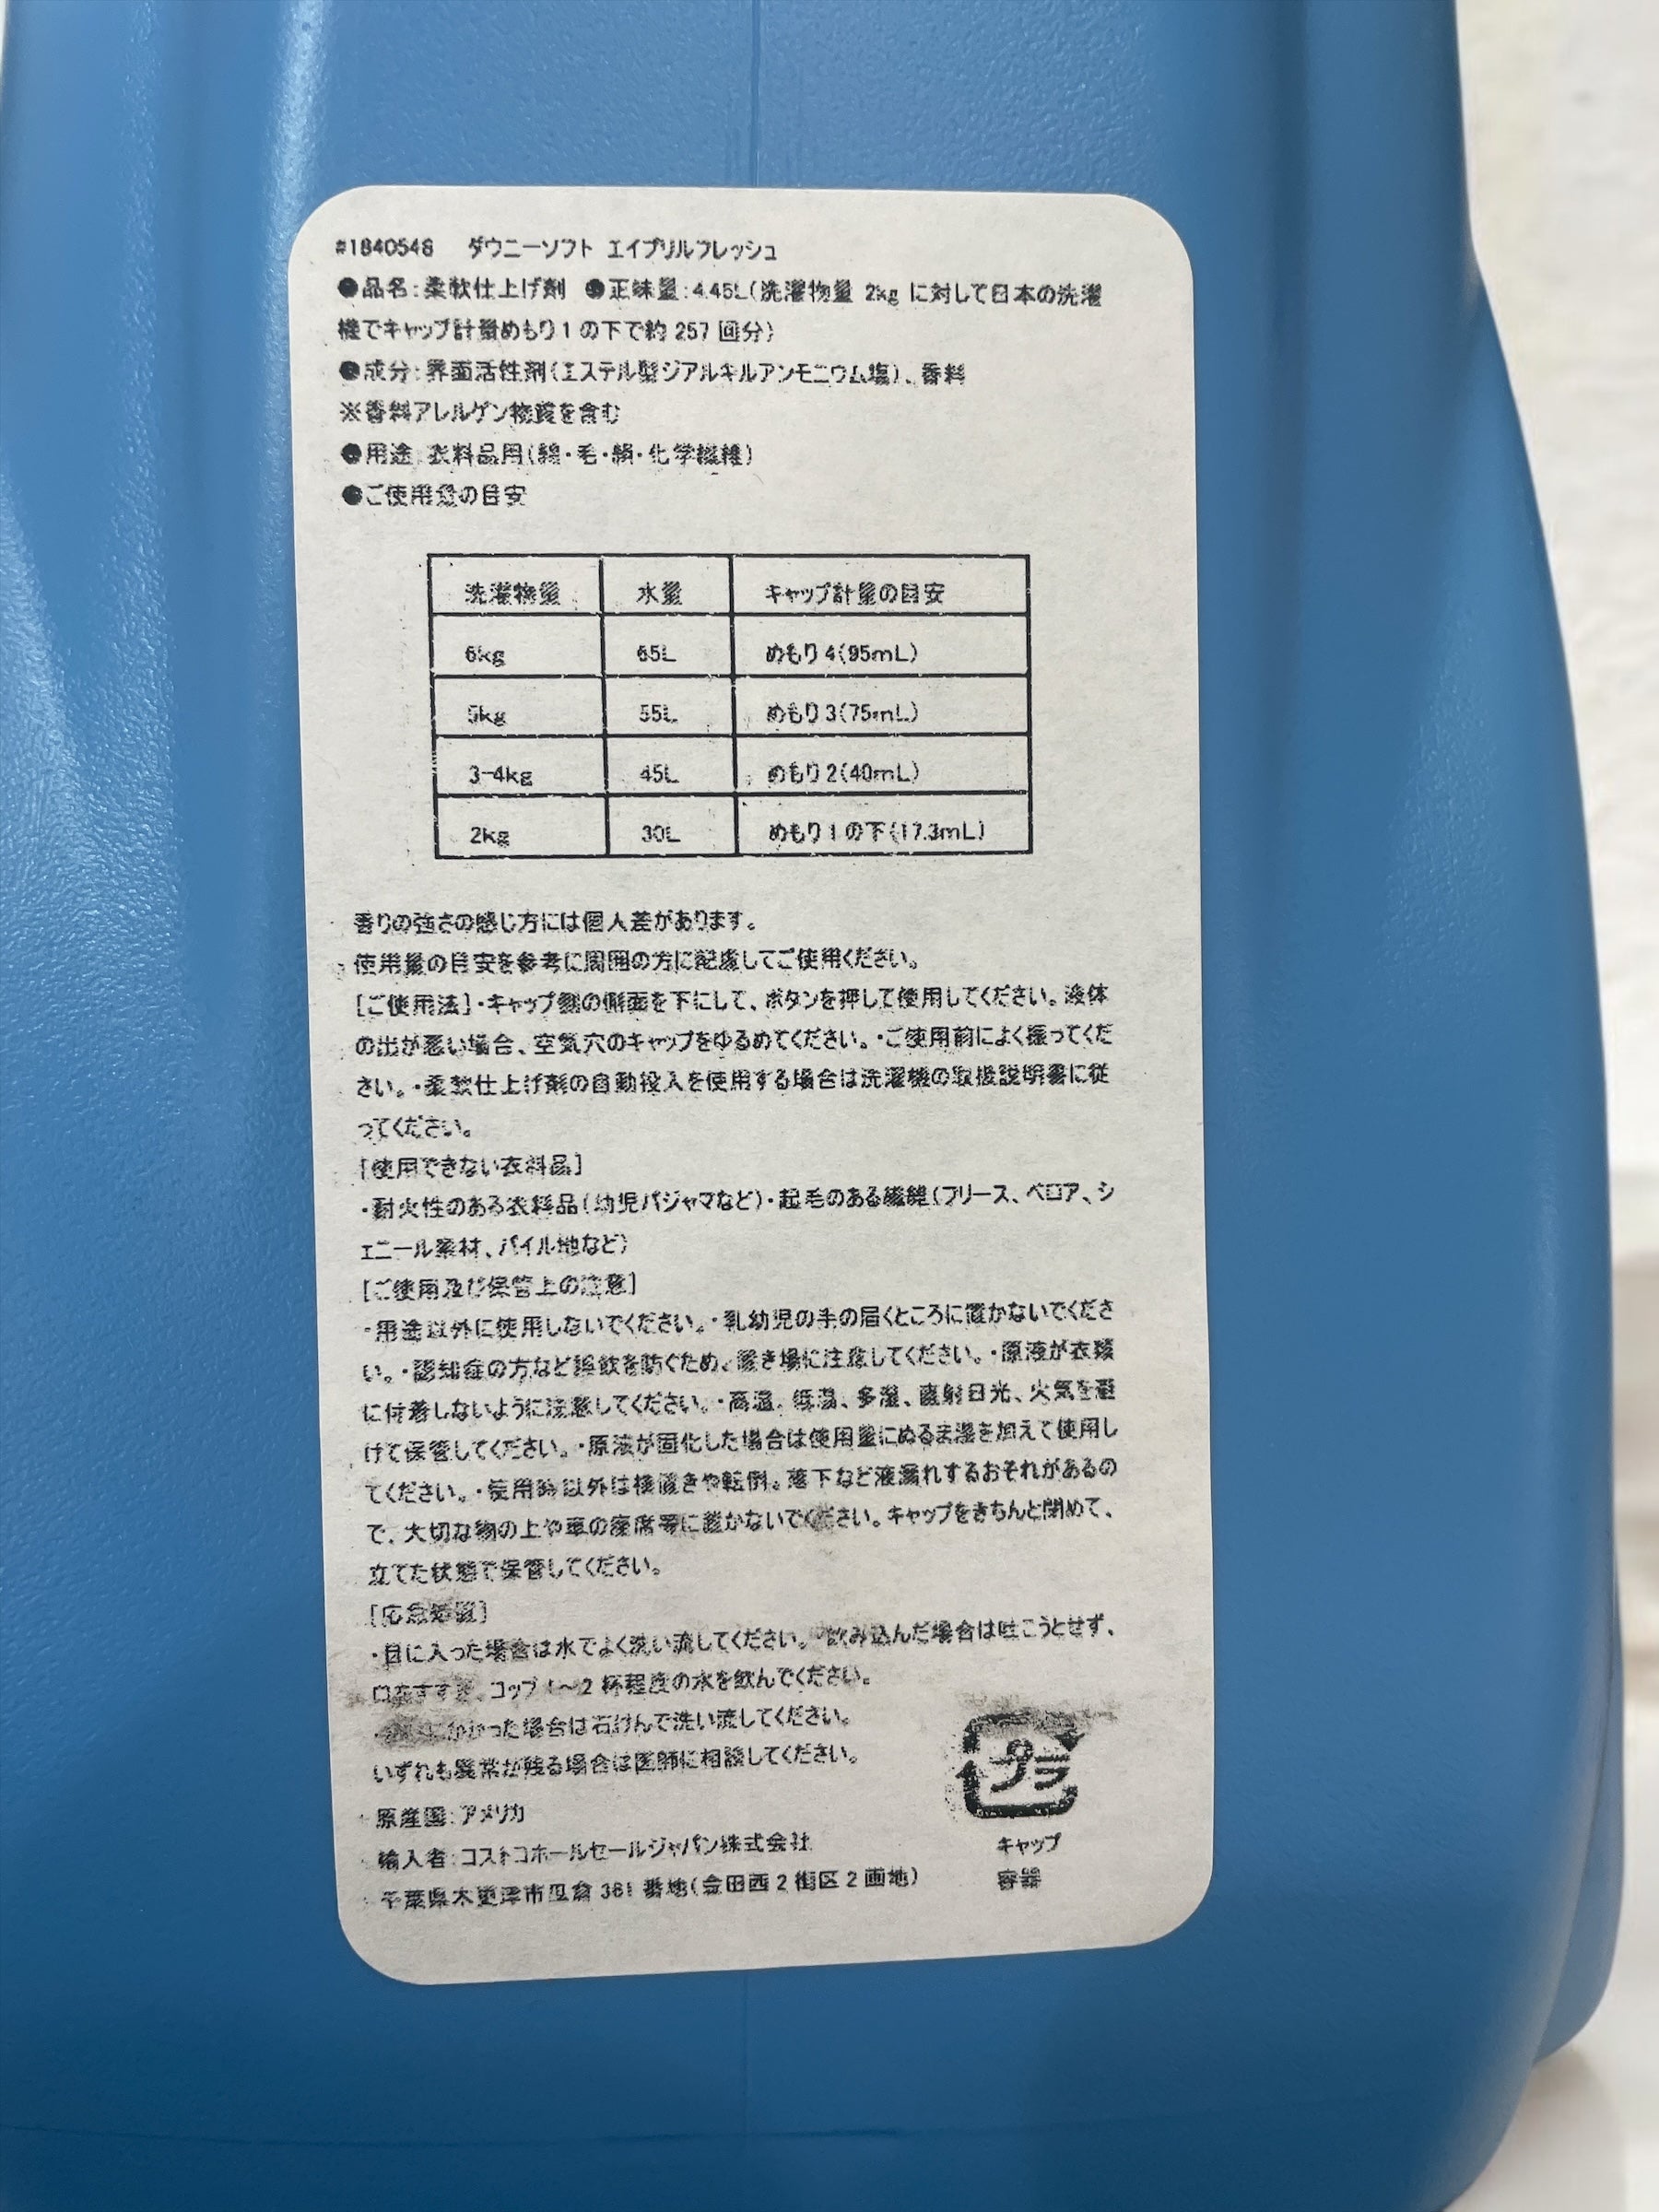 #1840548 ダウニーソフト エイプリルフレッシュ
●品名:柔軟仕上げ剤 ●正味量:4.45L(洗濯物量 2kg に対して日本の洗濯
機でキャップ計量めもり1の下で約 257 回分)
●成分:界面活性剤(エステル型ジアルキルアンモニウム塩)、香料
※香料アレルゲン物質を含む
●用途:衣料品用(綿・毛・絹・化学繊維)
●ご使用量の目安
洗濯物量 水量 キャップ計量の目安
6kg 65L めもり4(95mL)
5kg 55L めもり3(75mL)
3-4kg 45L めもり2(40mL)
2kg 30L めもり1の下(17.3mL)
香りの強さの感じ方には個人差があります。
使用量の目安を参考に周囲の方に配慮してご使用ください。
[ご使用法]・キャップ側の側面を下にして、ボタンを押して使用してください。液体
の出が悪い場合、空気穴のキャップをゆるめてください。・ご使用前によく振ってくだ
さい。・柔軟仕上げ剤の自動投入を使用する場合は洗濯機の取扱説明書に従
ってください。
[使用できない衣料品]
・耐火性のある衣料品(幼児パジャマなど)・起毛のある繊維(フリース、ベロア、シ
ェニール素材、パイル地など)
[ご使用及び保管上の注意]
・用途以外に使用しないでください。・乳幼児の手の届くところに置かないでくださ
い。・認知症の方など誤飲を防ぐため、置き場に注意してください。・原液が衣類
に付着しないように注意してください。・高温、低温、多湿、直射日光、火気を避
けて保管してください。・原液が固化した場合は使用量にぬるま湯を加えて使用し
てください。・使用時以外は横置きや転倒。落下など液漏れするおそれがあるの
で、大切な物の上や車の座席等に置かないでください。キャップをきちんと閉めて、
立てた状態で保管してください。
[応急処置]
・目に入った場合は水でよく洗い流してください。・飲み込んだ場合は吐こうとせず、
口をすすぎ、コップ1～2 杯程度の水を飲んでください。
かかった場合は石けんで洗い流してください。
いずれも異常が残る場合は医師に相談してください。
原産国:アメリカ
輸入者:コストコホールセールジャパン株式会社
千葉県木更津市瓜倉 361 番地(金田西2街区2画地)
プラ
キャップ
容器